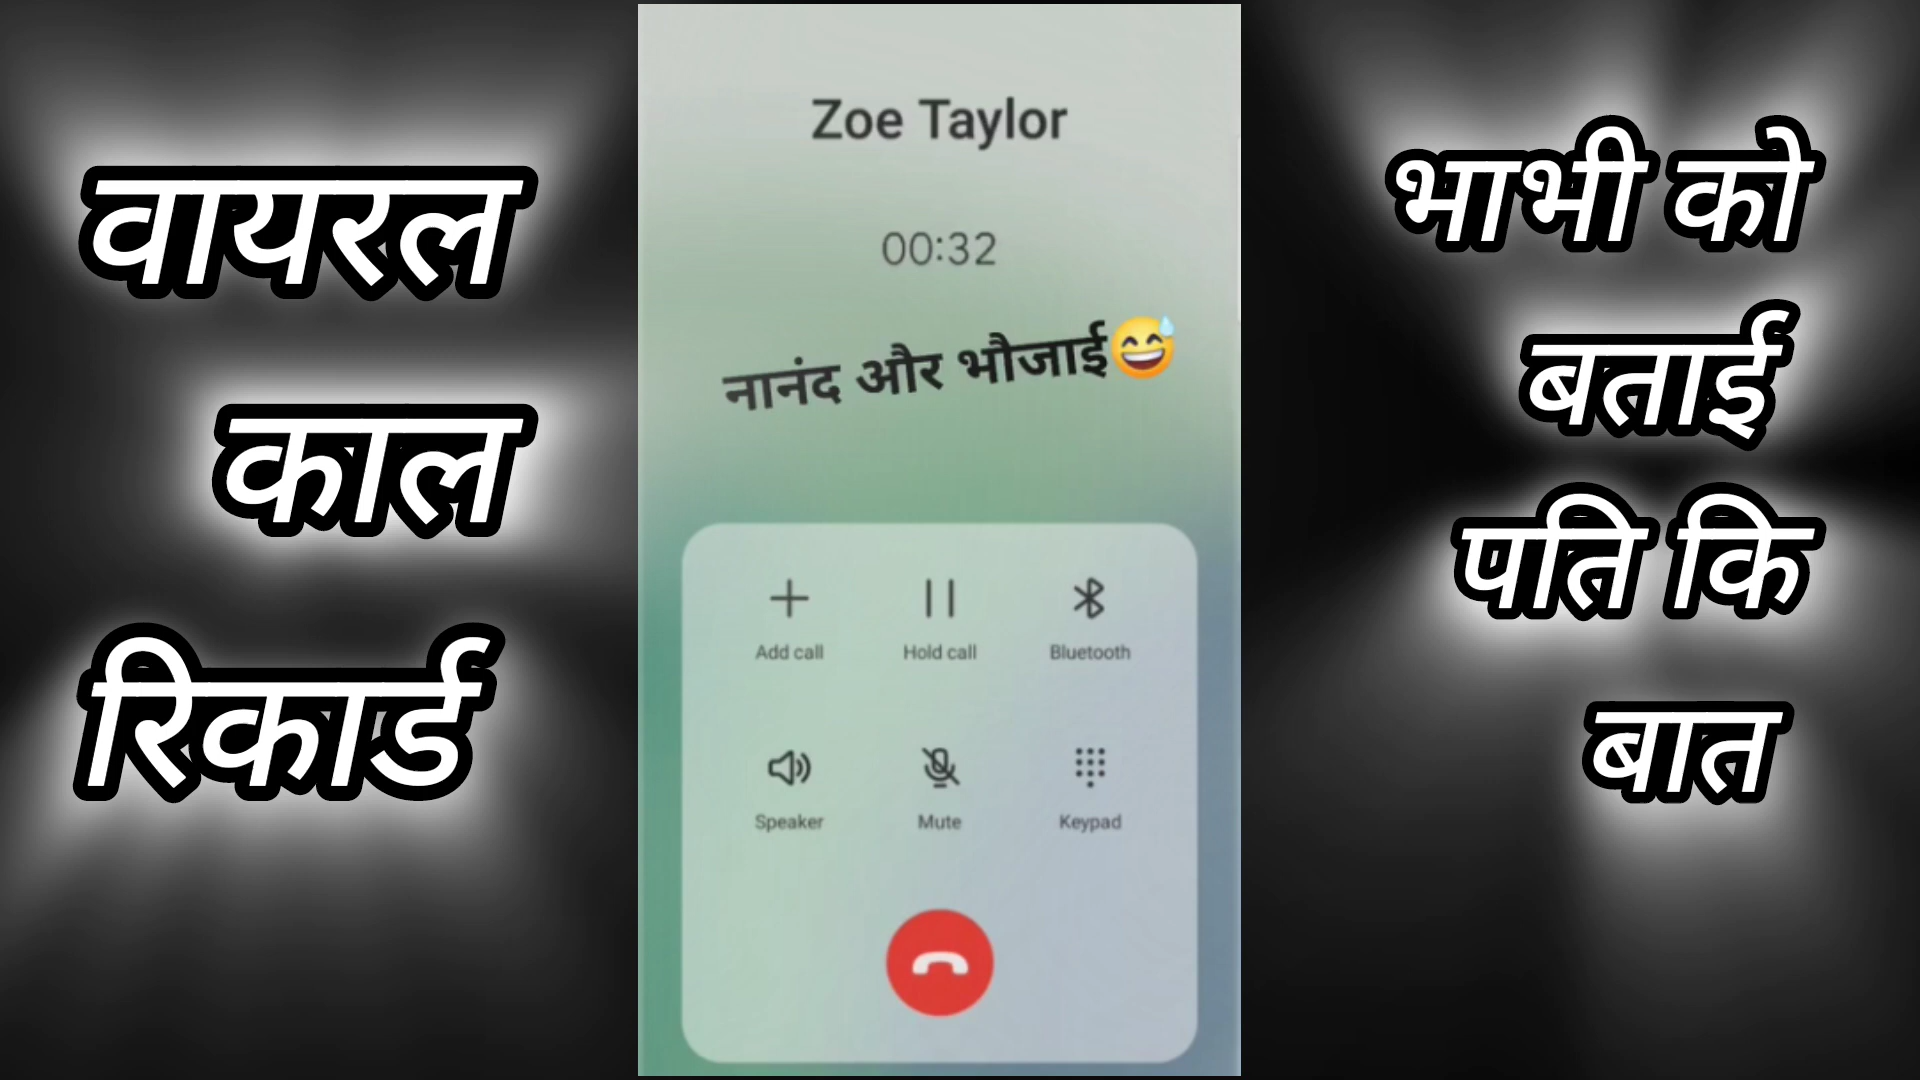 वायरल
काल
रिकार्ड
Zoe Taylor
00:32
नानंद और भौजाई😅
Add call
Hold call
Bluetooth
Speaker
Mute
Keypad
भाभी को
बताई
पति कि
बात